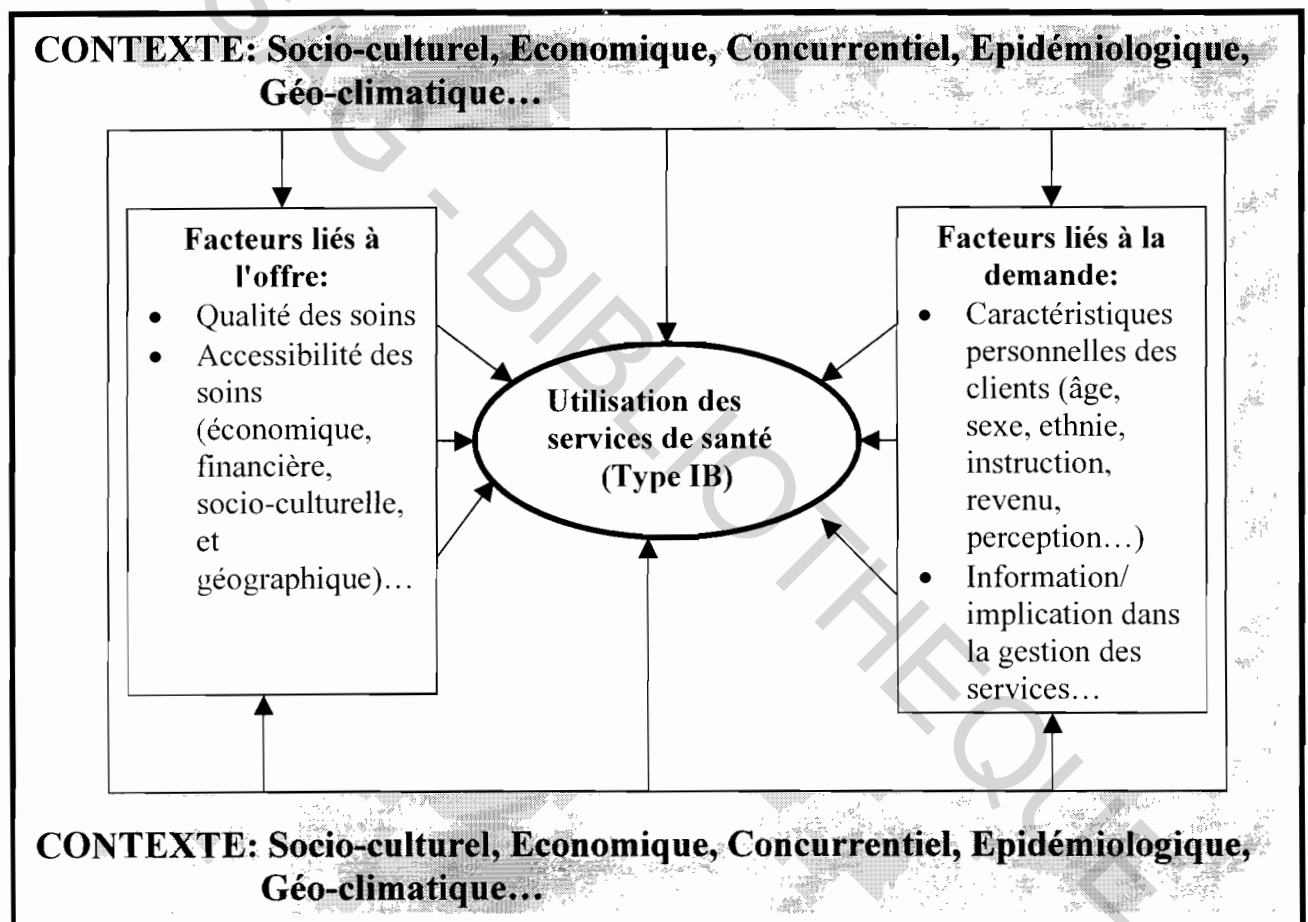 CONTEXTE: Socio-culturel, Economique, Concurrentiel, Epidémiologique,
Géo-climatique...
Facteurs liés à
l'offre:
• Qualité des soins
• Accessibilité des
soins
(économique,
financière,
socio-culturelle,
et
géographique)...
Utilisation des
services de santé
(Type IB)
Facteurs liés à la
demande:
• Caractéristiques
personnelles des
clients (âge,
sexe, ethnie,
instruction,
revenu,
perception...)
• Information/
implication dans
la gestion des
services...
CONTEXTE: Socio-culturel, Economique, Concurrentiel, Epidémiologique,
Géo-climatique...
SAG - BIBLIOTHEQUE